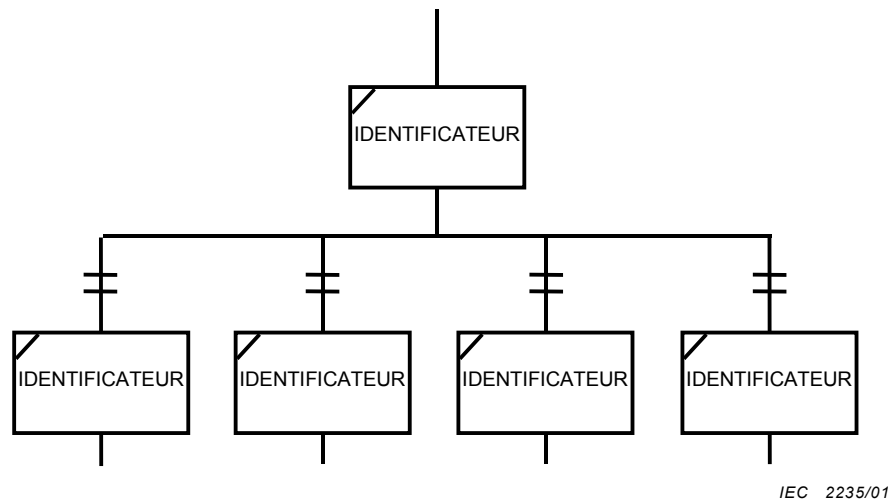 IDENTIFICATEUR
IDENTIFICATEUR IDENTIFICATEUR IDENTIFICATEUR IDENTIFICATEUR
IEC 2235/01